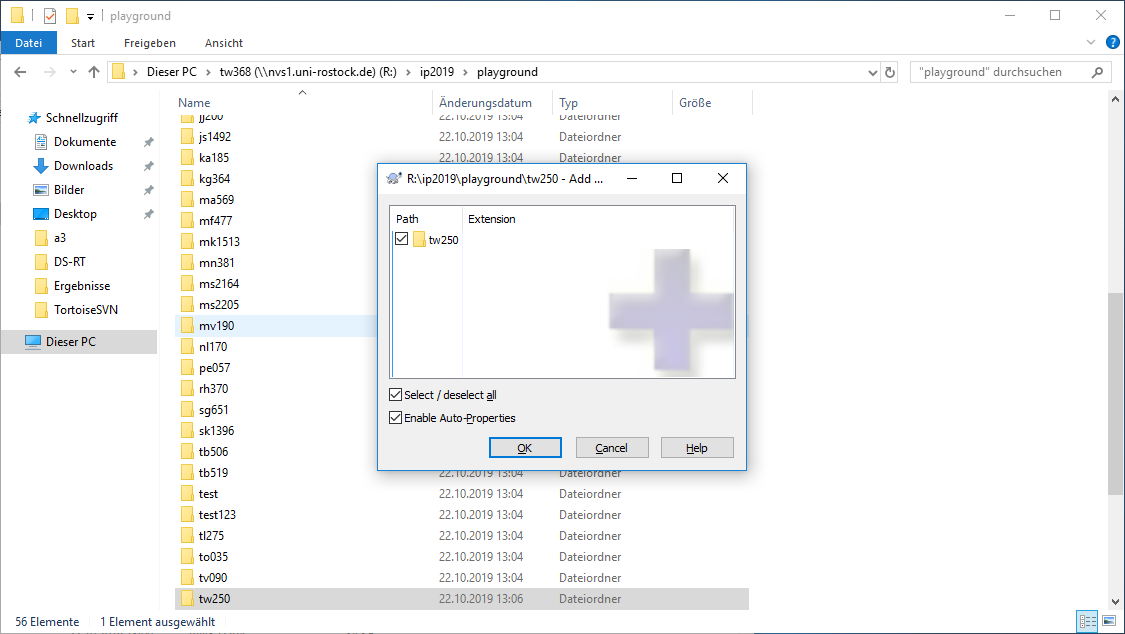 playground
Datei Start Freigeben Ansicht
Dieser PC tw368 (\\nvs1.uni-rostock.de) (R:) ip2019 playground "playground" durchsuchen
Schnellzugriff
Dokumente
Downloads
Bilder
Desktop
a3
DS-RT
Ergebnisse
TortoiseSVN
Dieser PC
Name Änderungsdatum Typ Größe
jj200 22.10.2019 13:04 Dateiordner
js1492 22.10.2019 13:04 Dateiordner
ka185 22.10.2019 13:04 Dateiordner
kg364
ma569
mf477
mk1513
mn381
ms2164
ms2205
mv190
nl170
pe057
rh370
sg651
sk1396
tb506
tb519 22.10.2019 13:04 Dateiordner
test 22.10.2019 13:04 Dateiordner
test123 22.10.2019 13:04 Dateiordner
tl275 22.10.2019 13:04 Dateiordner
to035 22.10.2019 13:04 Dateiordner
tv090 22.10.2019 13:04 Dateiordner
tw250 22.10.2019 13:06 Dateiordner
R:\ip2019\playground\tw250 - Add ...
Path Extension
tw250
Select / deselect all
Enable Auto-Properties
OK Cancel Help
56 Elemente 1 Element ausgewählt